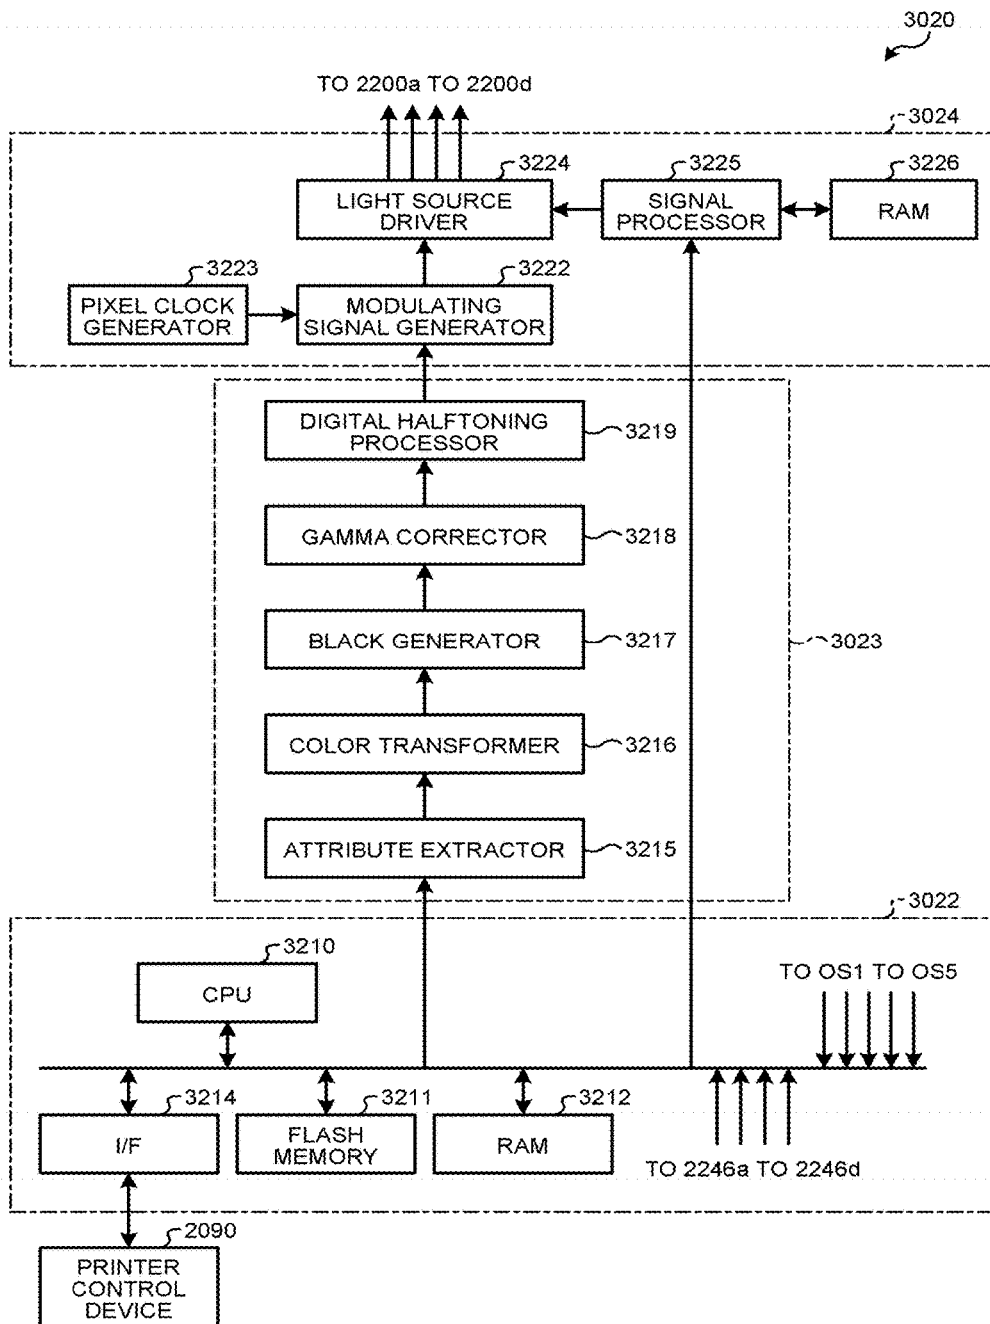 3020
TO 2200a TO 2200d
3024
3224
3225
3226
LIGHT SOURCE
DRIVER
SIGNAL
PROCESSOR
RAM
3223
3222
PIXEL CLOCK
GENERATOR
MODULATING
SIGNAL GENERATOR
DIGITAL HALFTONING
PROCESSOR
3219
GAMMA CORRECTOR
3218
BLACK GENERATOR
3217
3023
COLOR TRANSFORMER
3216
ATTRIBUTE EXTRACTOR
3215
3022
3210
CPU
TO OS1 TO OS5
3214
3211
3212
I/F
FLASH
MEMORY
RAM
TO 2246a TO 2246d
2090
PRINTER
CONTROL
DEVICE